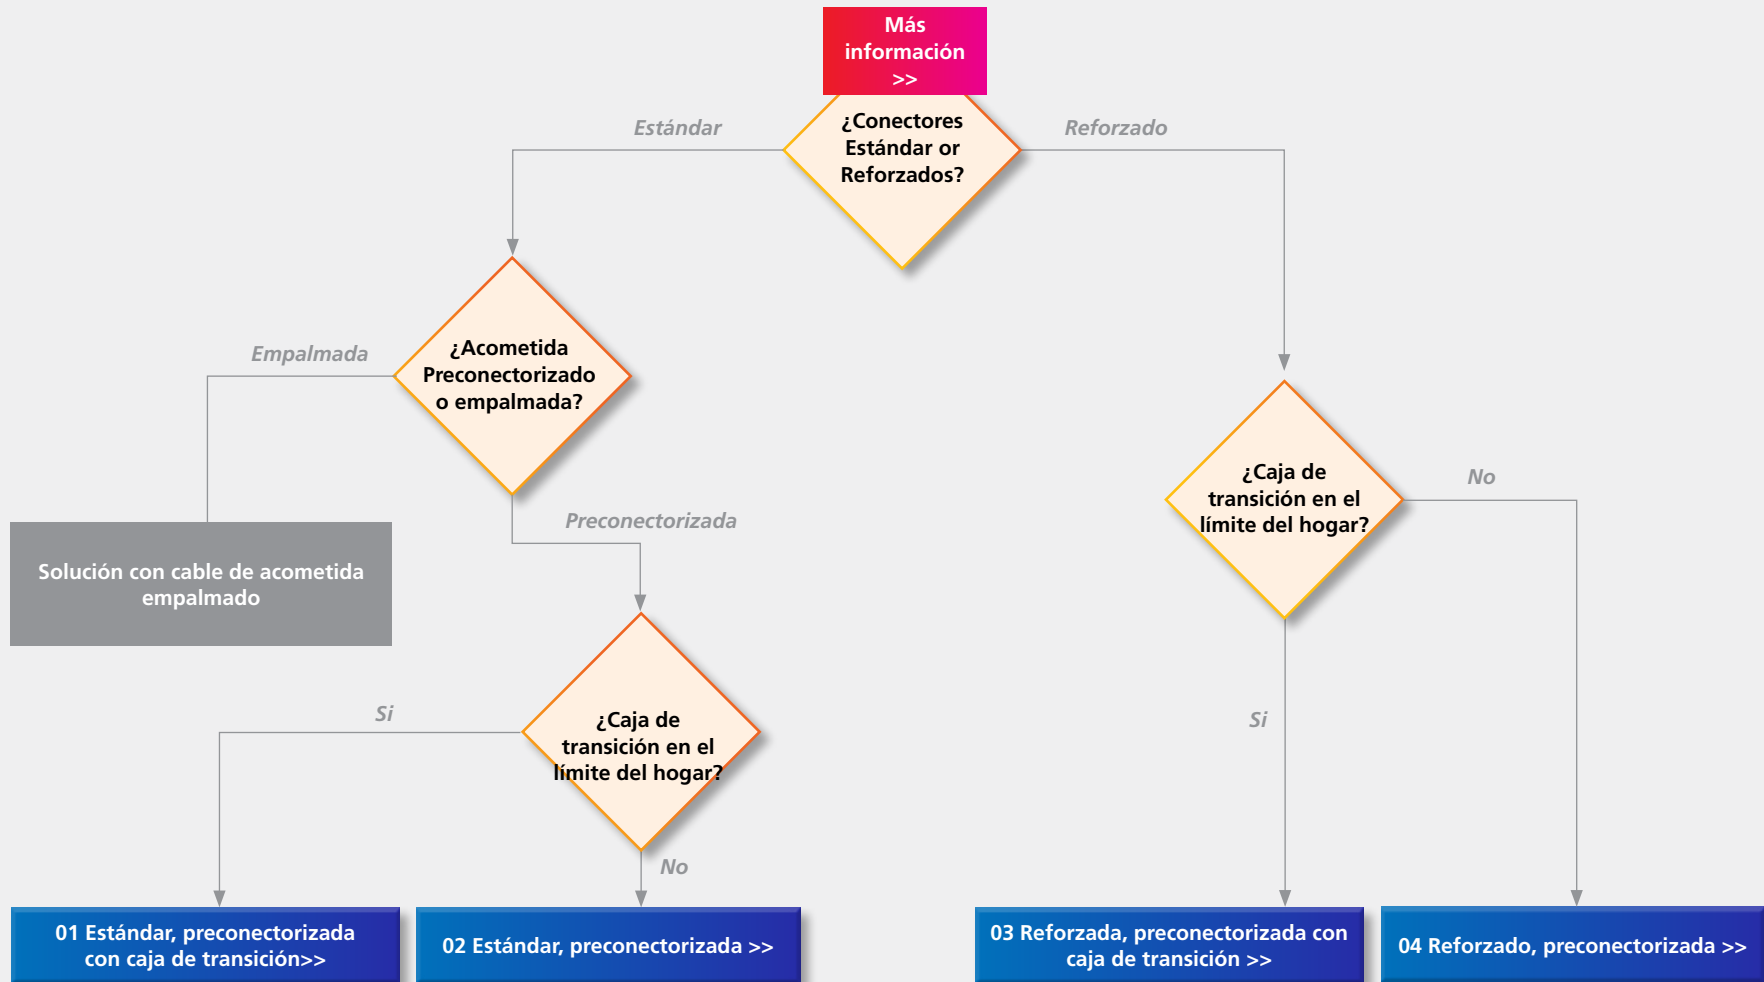 Más
información
>>
Estándar
¿Conectores
Estándar or
Reforzados?
Reforzado
Empalmada
¿Acometida
Preconectorizado
o empalmada?
Preconectorizada
Solución con cable de acometida
empalmado
¿Caja de
transición en el
límite del hogar?
No
Si
Si
¿Caja de
transición en el
límite del hogar?
No
01 Estándar, preconectorizada
con caja de transición>>
02 Estándar, preconectorizada >>
03 Reforzada, preconectorizada con
caja de transición >>
04 Reforzado, preconectorizada >>